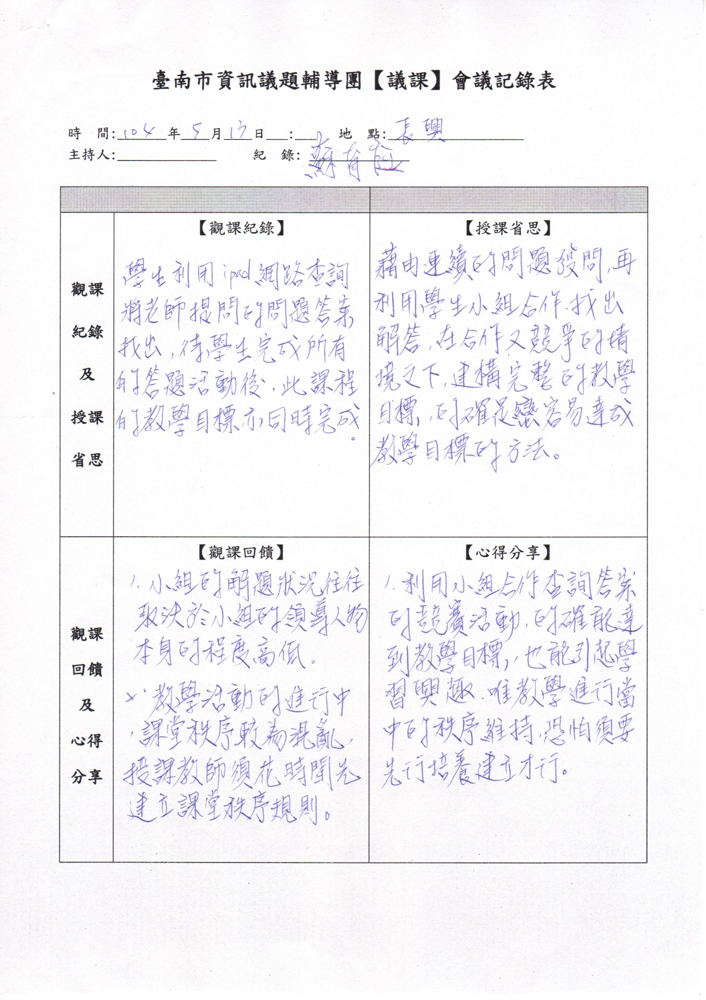 臺南市資訊議題輔導團【議課】會議記錄表
時 間:104年5月13日 : 地 點:長興
主持人: 紀 錄:蘇育
觀課
紀錄
及
授課
省思
【觀課紀錄】
學生利用ipad網路查詢
將老師提問的問題答案
找出,待學生完成所有
的答題活動後,此課程
的教學目標亦同時完成。
【授課省思】
藉由連續的問題發問,再
利用學生小組合作.找出
解答,在合作又競爭的情
境之下,建構完整的教學
目標,的確是蠻容易達成
教學目標的方法。
觀課
回饋
及
心得
分享
【觀課回饋】
1.小組的解題狀況往往
取決於小組的領導人物
本身的程度高低。
2.教學活動的進行中
,課堂秩序較為混亂,
授課教師須花時間先
建立課堂秩序規則。
【心得分享】
1.利用小組合作查詢答案
的競賽活動,的確能達
到教學目標,也能引起學
習興趣.唯教學進行當
中的秩序維持,恐怕須要
先行培養建立才行。